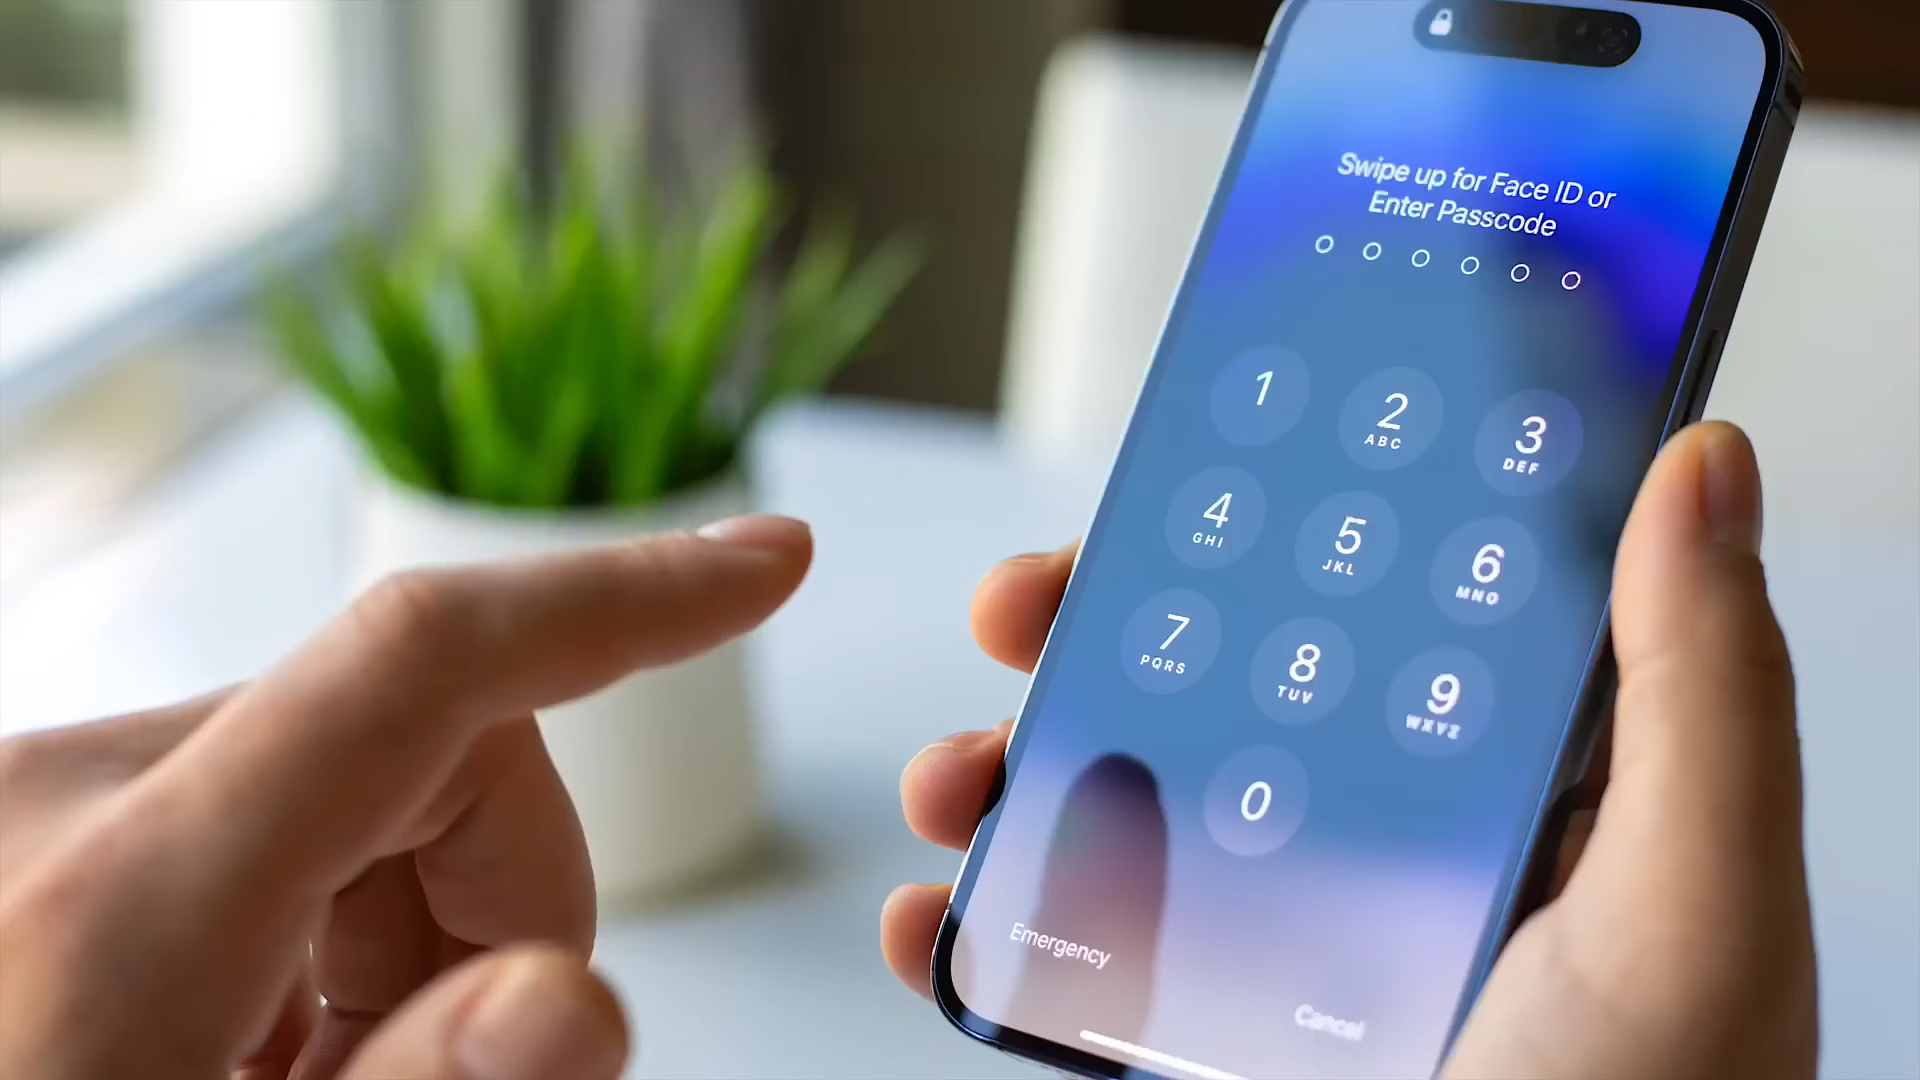 Swipe up for Face ID or
Enter Passcode
1
2
ABC
3
DEF
4
GHI
5
JKL
6
MNO
7
PQRS
8
TUV
9
WXYZ
0
Emergency
Cancel